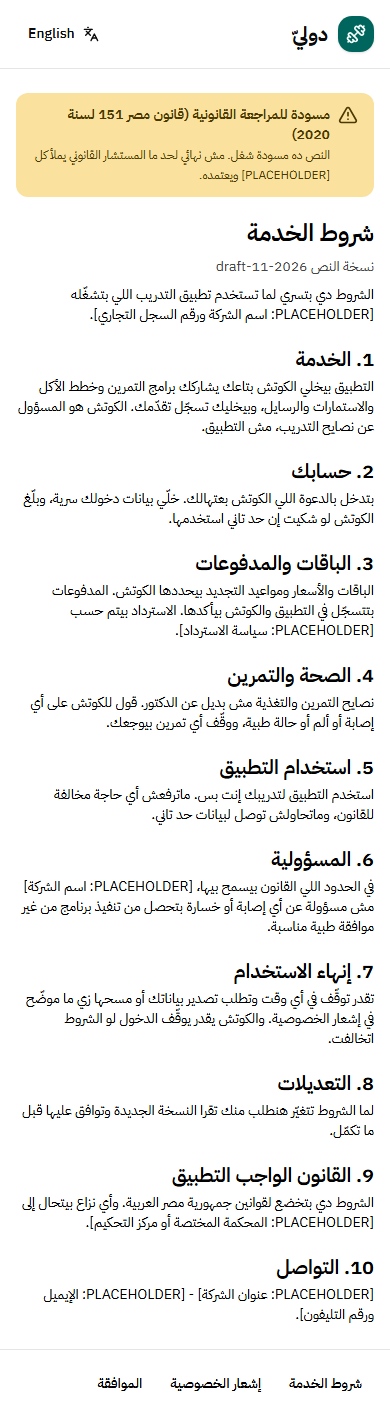 دوليّ
English
مسودة للمراجعة القانونية (قانون مصر 151 لسنة
2020)
النص ده مسودة شغل. مش نهائي لحد ما المستشار القانوني يملأ كل
[PLACEHOLDER] ويعتمده.
شروط الخدمة
نسخة النص draft-11-2026
الشروط دي بتسري لما تستخدم تطبيق التدريب اللي بتشغّله
[PLACEHOLDER: اسم الشركة ورقم السجل التجاري].
1. الخدمة
التطبيق بيخلي الكوتش بتاعك يشاركك برامج التمرين وخطط الأكل
والاستمارات والرسايل، وبيخليك تسجّل تقدّمك. الكوتش هو المسؤول
عن نصايح التدريب، مش التطبيق.
2. حسابك
بتدخل بالدعوة اللي الكوتش بعتهالك. خلّي بيانات دخولك سرية، وبلّغ
الكوتش لو شكيت إن حد تاني استخدمها.
3. الباقات والمدفوعات
الباقات والأسعار ومواعيد التجديد بيحددها الكوتش. المدفوعات
بتتسجّل في التطبيق والكوتش بيأكدها. الاسترداد بيتم حسب
[PLACEHOLDER: سياسة الاسترداد].
4. الصحة والتمرين
نصايح التمرين والتغذية مش بديل عن الدكتور. قول للكوتش على أي
إصابة أو ألم أو حالة طبية، ووقّف أي تمرين بيوجعك.
5. استخدام التطبيق
استخدم التطبيق لتدريبك إنت بس. ماترفعش أي حاجة مخالفة
للقانون، وماتحاولش توصل لبيانات حد تاني.
6. المسؤولية
في الحدود اللي القانون بيسمح بيها، [PLACEHOLDER: اسم الشركة]
مش مسؤولة عن أي إصابة أو خسارة بتحصل من تنفيذ برنامج من غير
موافقة طبية مناسبة.
7. إنهاء الاستخدام
تقدر توقّف في أي وقت وتطلب تصدير بياناتك أو مسحها زي ما موضّح
في إشعار الخصوصية. والكوتش يقدر يوقّف الدخول لو الشروط
اتخالفت.
8. التعديلات
لما الشروط تتغيّر هنطلب منك تقرا النسخة الجديدة وتوافق عليها قبل
ما تكمّل.
9. القانون الواجب التطبيق
الشروط دي بتخضع لقوانين جمهورية مصر العربية. وأي نزاع بيتحال إلى
[PLACEHOLDER: المحكمة المختصة أو مركز التحكيم].
10. التواصل
[PLACEHOLDER: عنوان الشركة] - [PLACEHOLDER: الإيميل
ورقم التليفون].
شروط الخدمة
إشعار الخصوصية
الموافقة